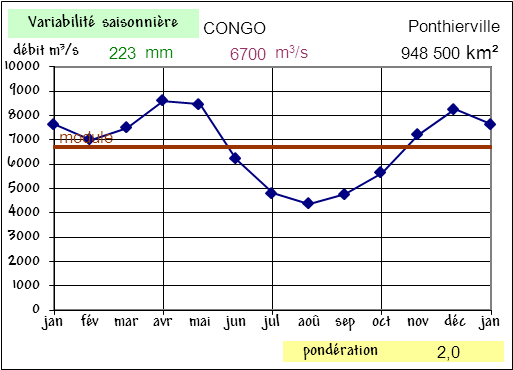 Variabilité saisonnière CONGO Ponthierville
débit m³/s 223 mm 6700 m³/s 948 500 km²
10000
9000
8000
7000
module
6000
5000
4000
3000
2000
1000
0
jan fév mar avr mai jun jul aoû sep oct nov déc jan
pondération 2,0